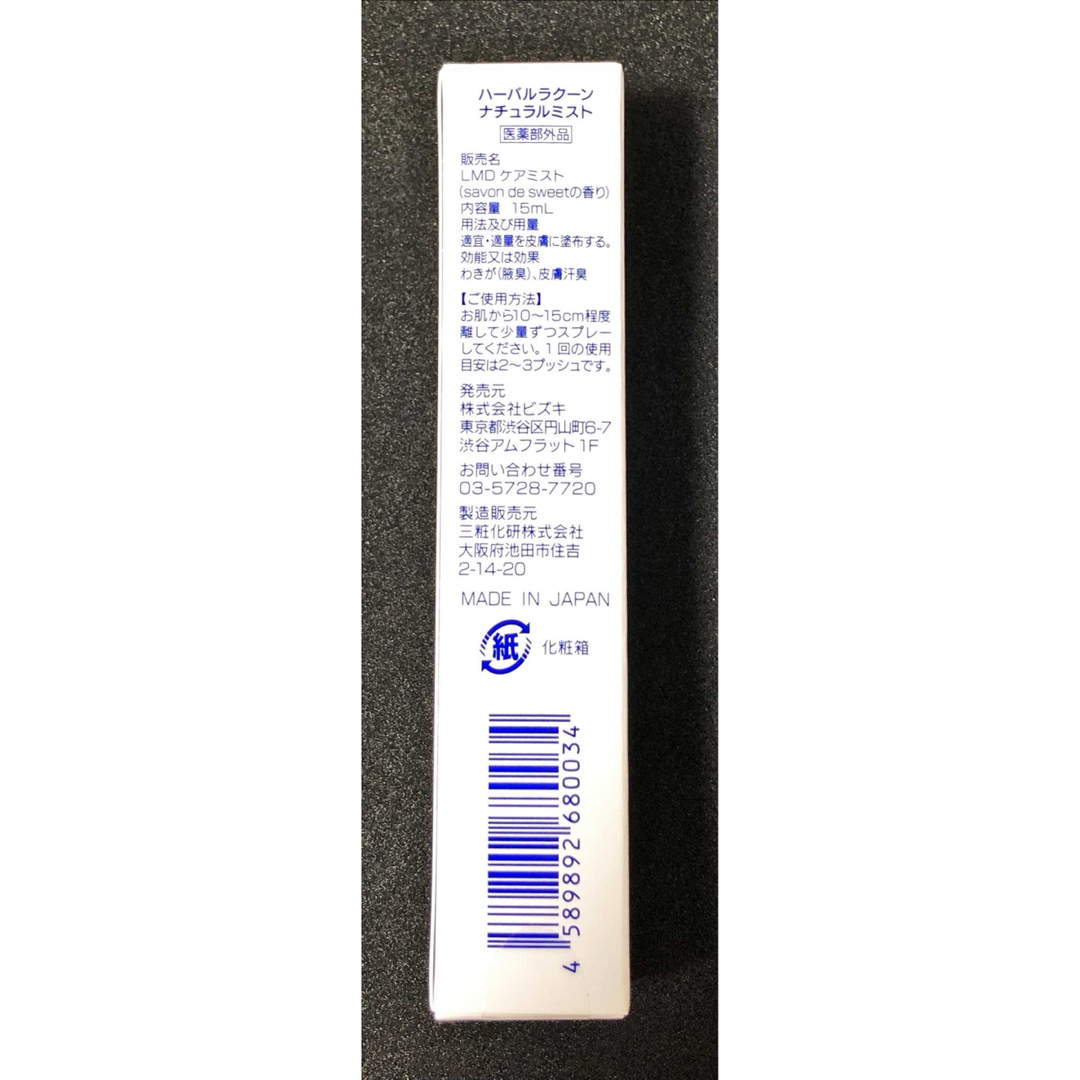 ハーバルラクーン
ナチュラルミスト
医薬部外品
販売名
LMD ケアミスト
(savon de sweetの香り)
内容量 15mL
用法及び用量
適宜・適量を皮膚に塗布する。
効能又は効果
わきが(腋臭)、皮膚汗臭
【ご使用方法】
お肌から10〜15cm程度
離して少量ずつスプレー
してください。1回の使用
目安は2〜3プッシュです。
発売元
株式会社ビズキ
東京都渋谷区円山町6-7
渋谷アムフラット1F
お問い合わせ番号
03-5728-7720
製造販売元
三粧化研株式会社
大阪府池田市住吉
2-14-20
MADE IN JAPAN
紙 化粧箱
4 589892 680034